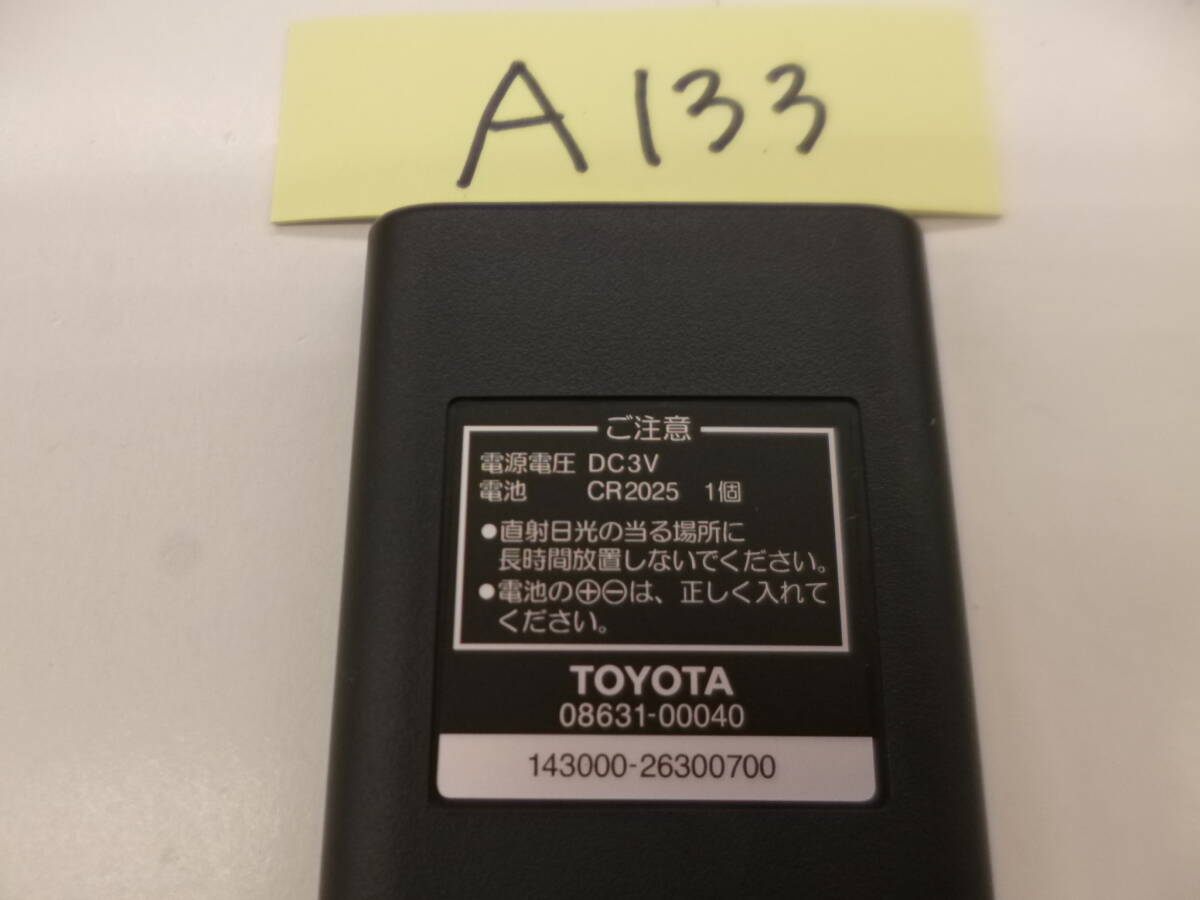 A133
ご注意
電源電圧 DC3V
電池 CR2025 1個
●直射日光の当る場所に
長時間放置しないでください。
●電池の⊕⊖は、正しく入れて
ください。
TOYOTA
08631-00040
143000-26300700